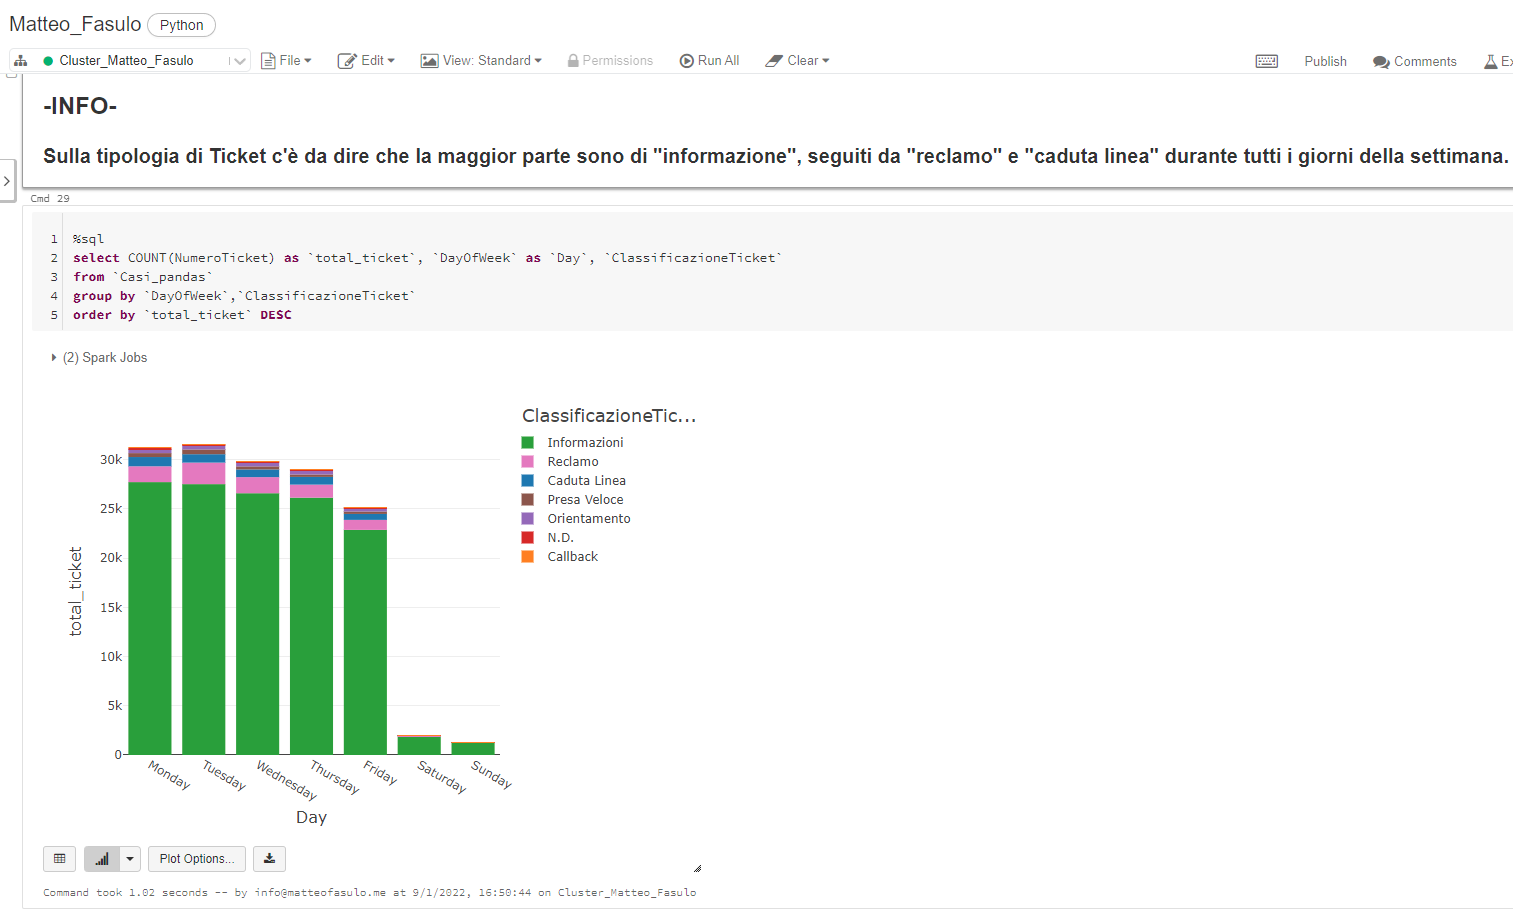 Matteo_Fasulo Python
Cluster_Matteo_Fasulo File Edit View: Standard Permissions Run All Clear Publish Comments Ex
-INFO-
Sulla tipologia di Ticket c'è da dire che la maggior parte sono di "informazione", seguiti da "reclamo" e "caduta linea" durante tutti i giorni della settimana.
Cmd 29
1 %sql
2 select COUNT(NumeroTicket) as `total_ticket`, `DayOfWeek` as `Day`, `ClassificazioneTicket`
3 from `Casi_pandas`
4 group by `DayOfWeek`,`ClassificazioneTicket`
5 order by `total_ticket` DESC
(2) Spark Jobs
ClassificazioneTic...
Informazioni
Reclamo
Caduta Linea
Presa Veloce
Orientamento
N.D.
Callback
30k
25k
20k
15k
10k
5k
0
total_ticket
Monday Tuesday Wednesday Thursday Friday Saturday Sunday
Day
Plot Options...
Command took 1.02 seconds -- by info@matteofasulo.me at 9/1/2022, 16:50:44 on Cluster_Matteo_Fasulo